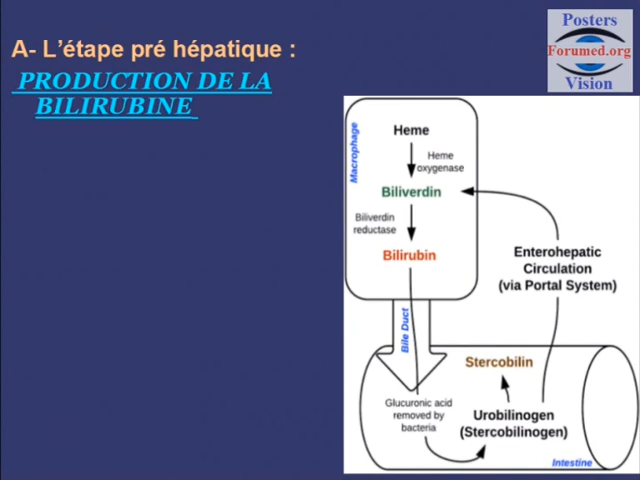 A- L’étape pré hépatique :
PRODUCTION DE LA
BILIRUBINE
Posters
Forumed.org
Vision
Macrophage
Heme
Heme
oxygenase
Biliverdin
Biliverdin
reductase
Bilirubin
Enterohepatic
Circulation
(via Portal System)
Bile Duct
Stercobilin
Glucuronic acid
removed by
bacteria
Urobilinogen
(Stercobilinogen)
Intestine